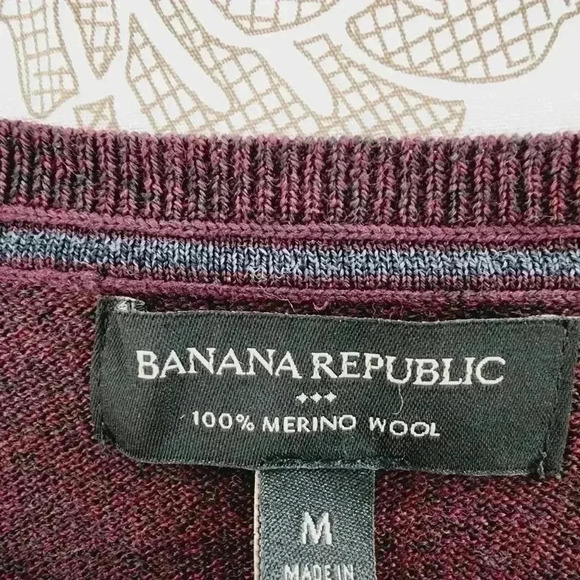 BANANA REPUBLIC
100% MERINO WOOL
M
MADE IN